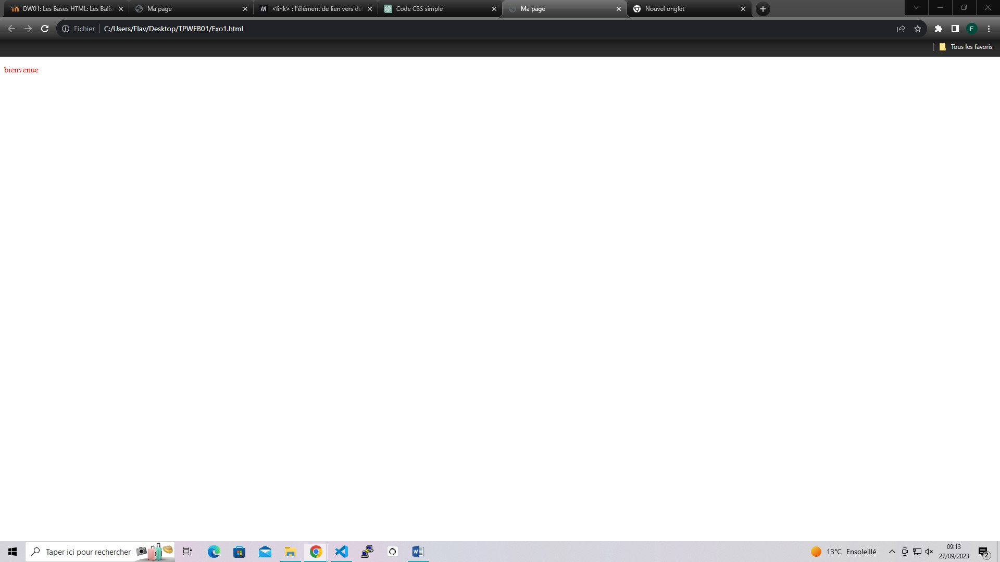 DW01: Les Bases HTML: Les Balis
Ma page
<link> : l'élément de lien vers de
Code CSS simple
Ma page
Nouvel onglet
Fichier
C:/Users/Flav/Desktop/TPWEB01/Exo1.html
F
Tous les favoris
bienvenue
Taper ici pour rechercher
13°C Ensoleillé
09:13
27/09/2023
2